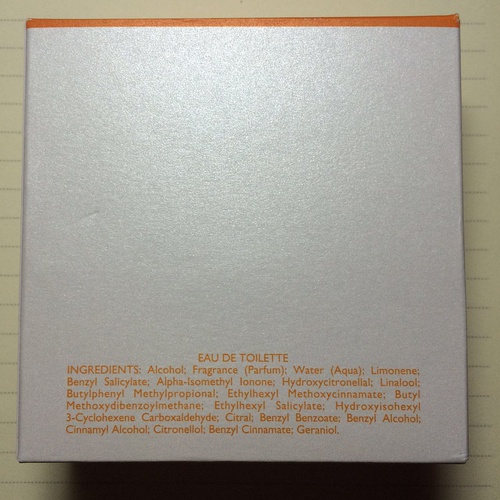 EAU DE TOILETTE
INGREDIENTS: Alcohol; Fragrance (Parfum); Water (Aqua); Limonene;
Benzyl Salicylate; Alpha-Isomethyl Ionone; Hydroxycitronellal; Linalool;
Butylphenyl Methylpropional; Ethylhexyl Methoxycinnamate; Butyl
Methoxydibenzoylmethane; Ethylhexyl Salicylate; Hydroxyisohexyl
3-Cyclohexene Carboxaldehyde; Citral; Benzyl Benzoate; Benzyl Alcohol;
Cinnamyl Alcohol; Citronellol; Benzyl Cinnamate; Geraniol.